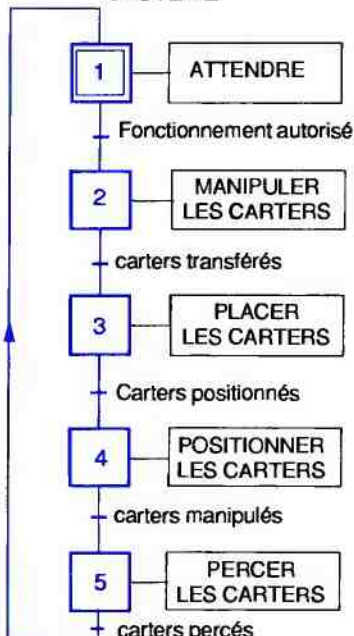 1
ATTENDRE
Fonctionnement autorisé
2
MANIPULER
LES CARTERS
carters transférés
3
PLACER
LES CARTERS
Carters positionnés
4
POSITIONNER
LES CARTERS
carters manipulés
5
PERCER
LES CARTERS
carters percés